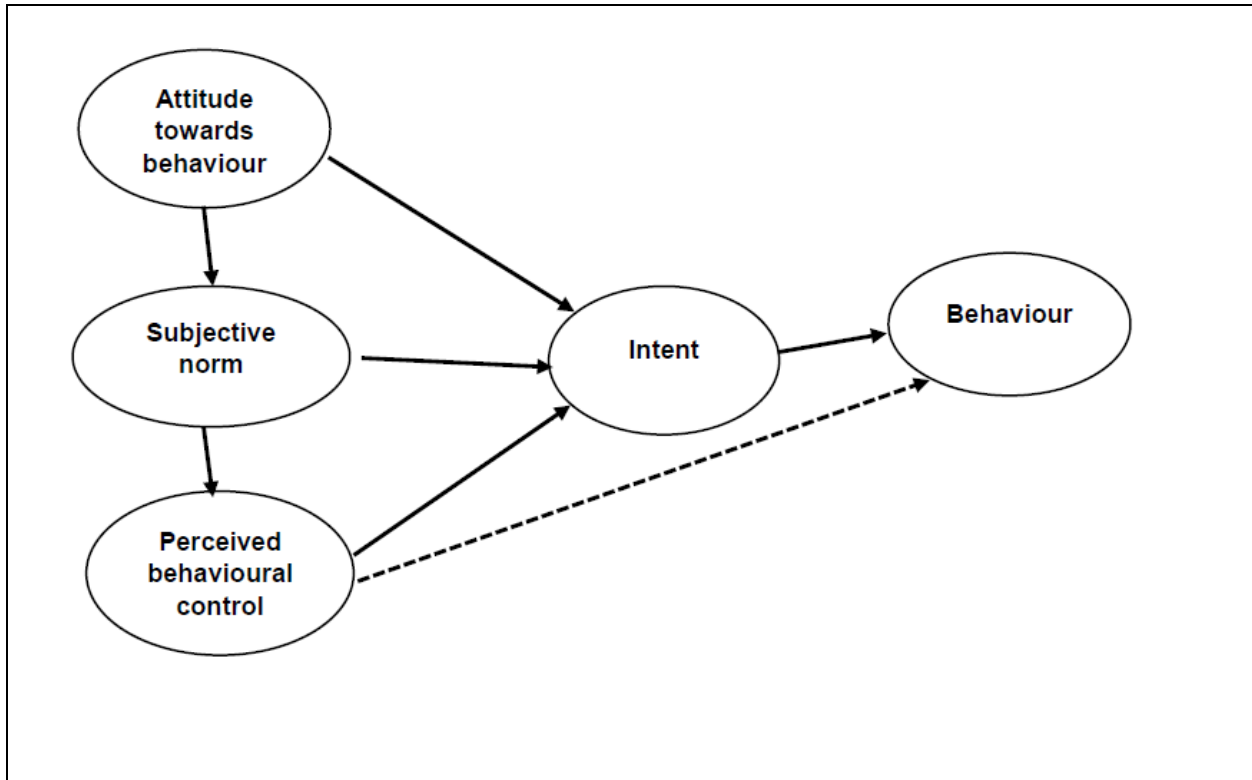 Attitude
towards
behaviour
Subjective
norm
Intent
Behaviour
Perceived
behavioural
control